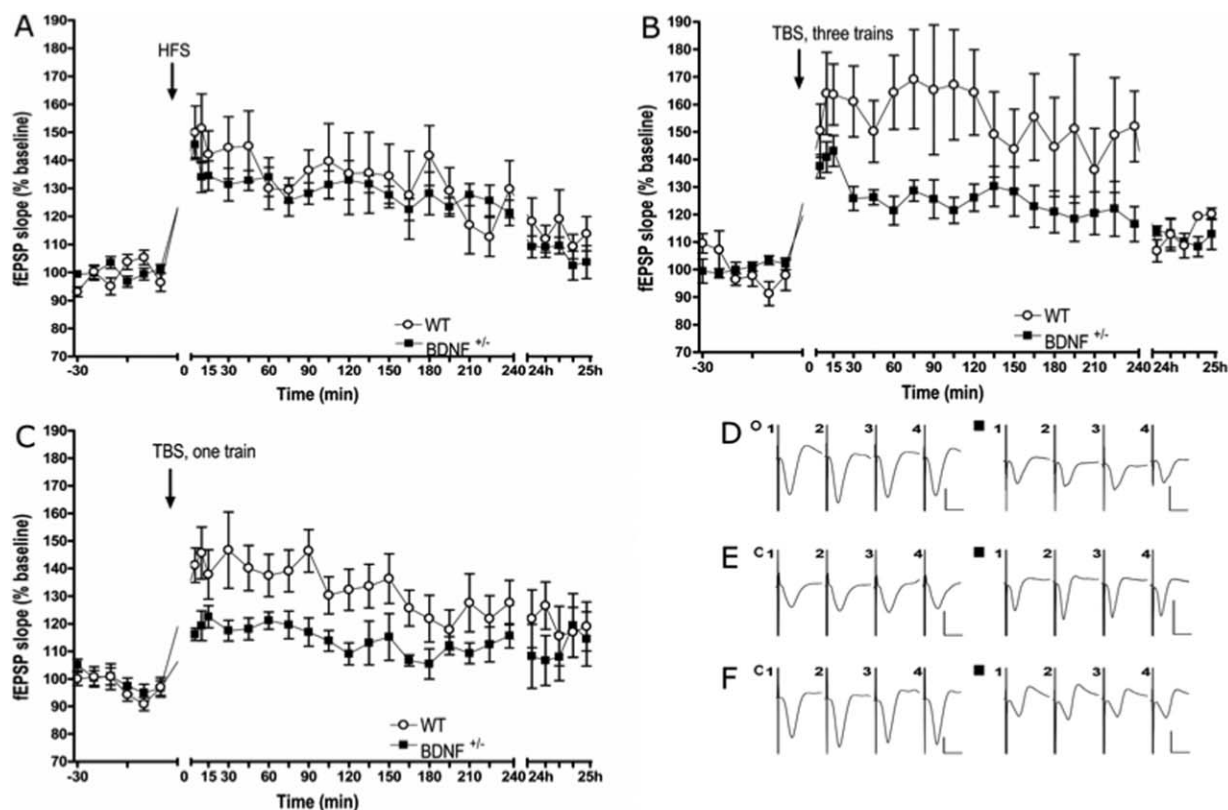 A
HFS
fEPSP slope (% baseline)
190
180
170
160
150
140
130
120
110
100
90
80
70
WT
BDNF +/-
-30 0 15 30 60 90 120 150 180 210 240 24h 25h
Time (min)
B
TBS, three trains
fEPSP slope (% baseline)
190
180
170
160
150
140
130
120
110
100
90
80
70
WT
BDNF +/-
-30 0 15 30 60 90 120 150 180 210 240 24h 25h
Time (min)
C
TBS, one train
fEPSP slope (% baseline)
190
180
170
160
150
140
130
120
110
100
90
80
70
WT
BDNF +/-
-30 0 15 30 60 90 120 150 180 210 240 24h 25h
Time (min)
D 1 2 3 4 1 2 3 4
E 1 2 3 4 1 2 3 4
F 1 2 3 4 1 2 3 4